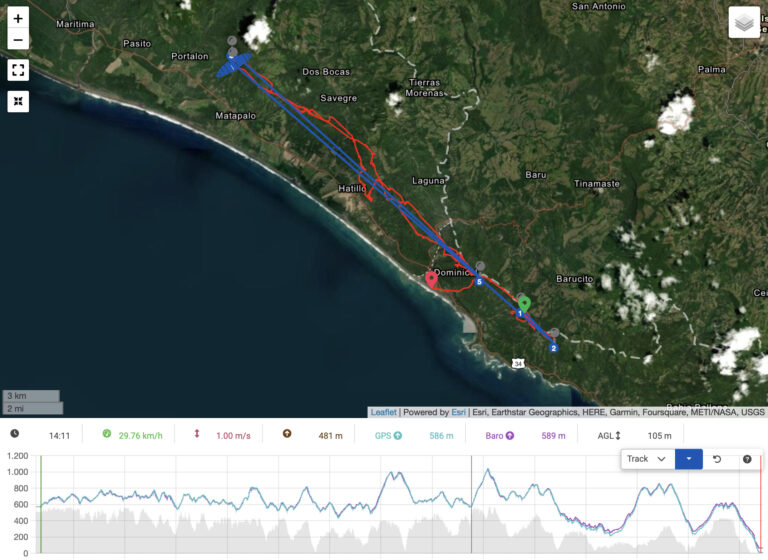 San Antonio
+
Maritima
−
Pasito
Portalon
Palma
Dos Bocas
Tierras
Morenas
Savegre
Matapalo
Baru
Laguna
Tinamaste
Hatillo
Dominical
5
Barucito
1
2
34
3 km
2 mi
Leaflet | Powered by Esri | Esri, Earthstar Geographics, HERE, Garmin, Foursquare, METI/NASA, USGS
14:11 29.76 km/h 1.00 m/s 481 m GPS 586 m Baro 589 m AGL 105 m
Track
1.200
1.000
800
600
400
200
0